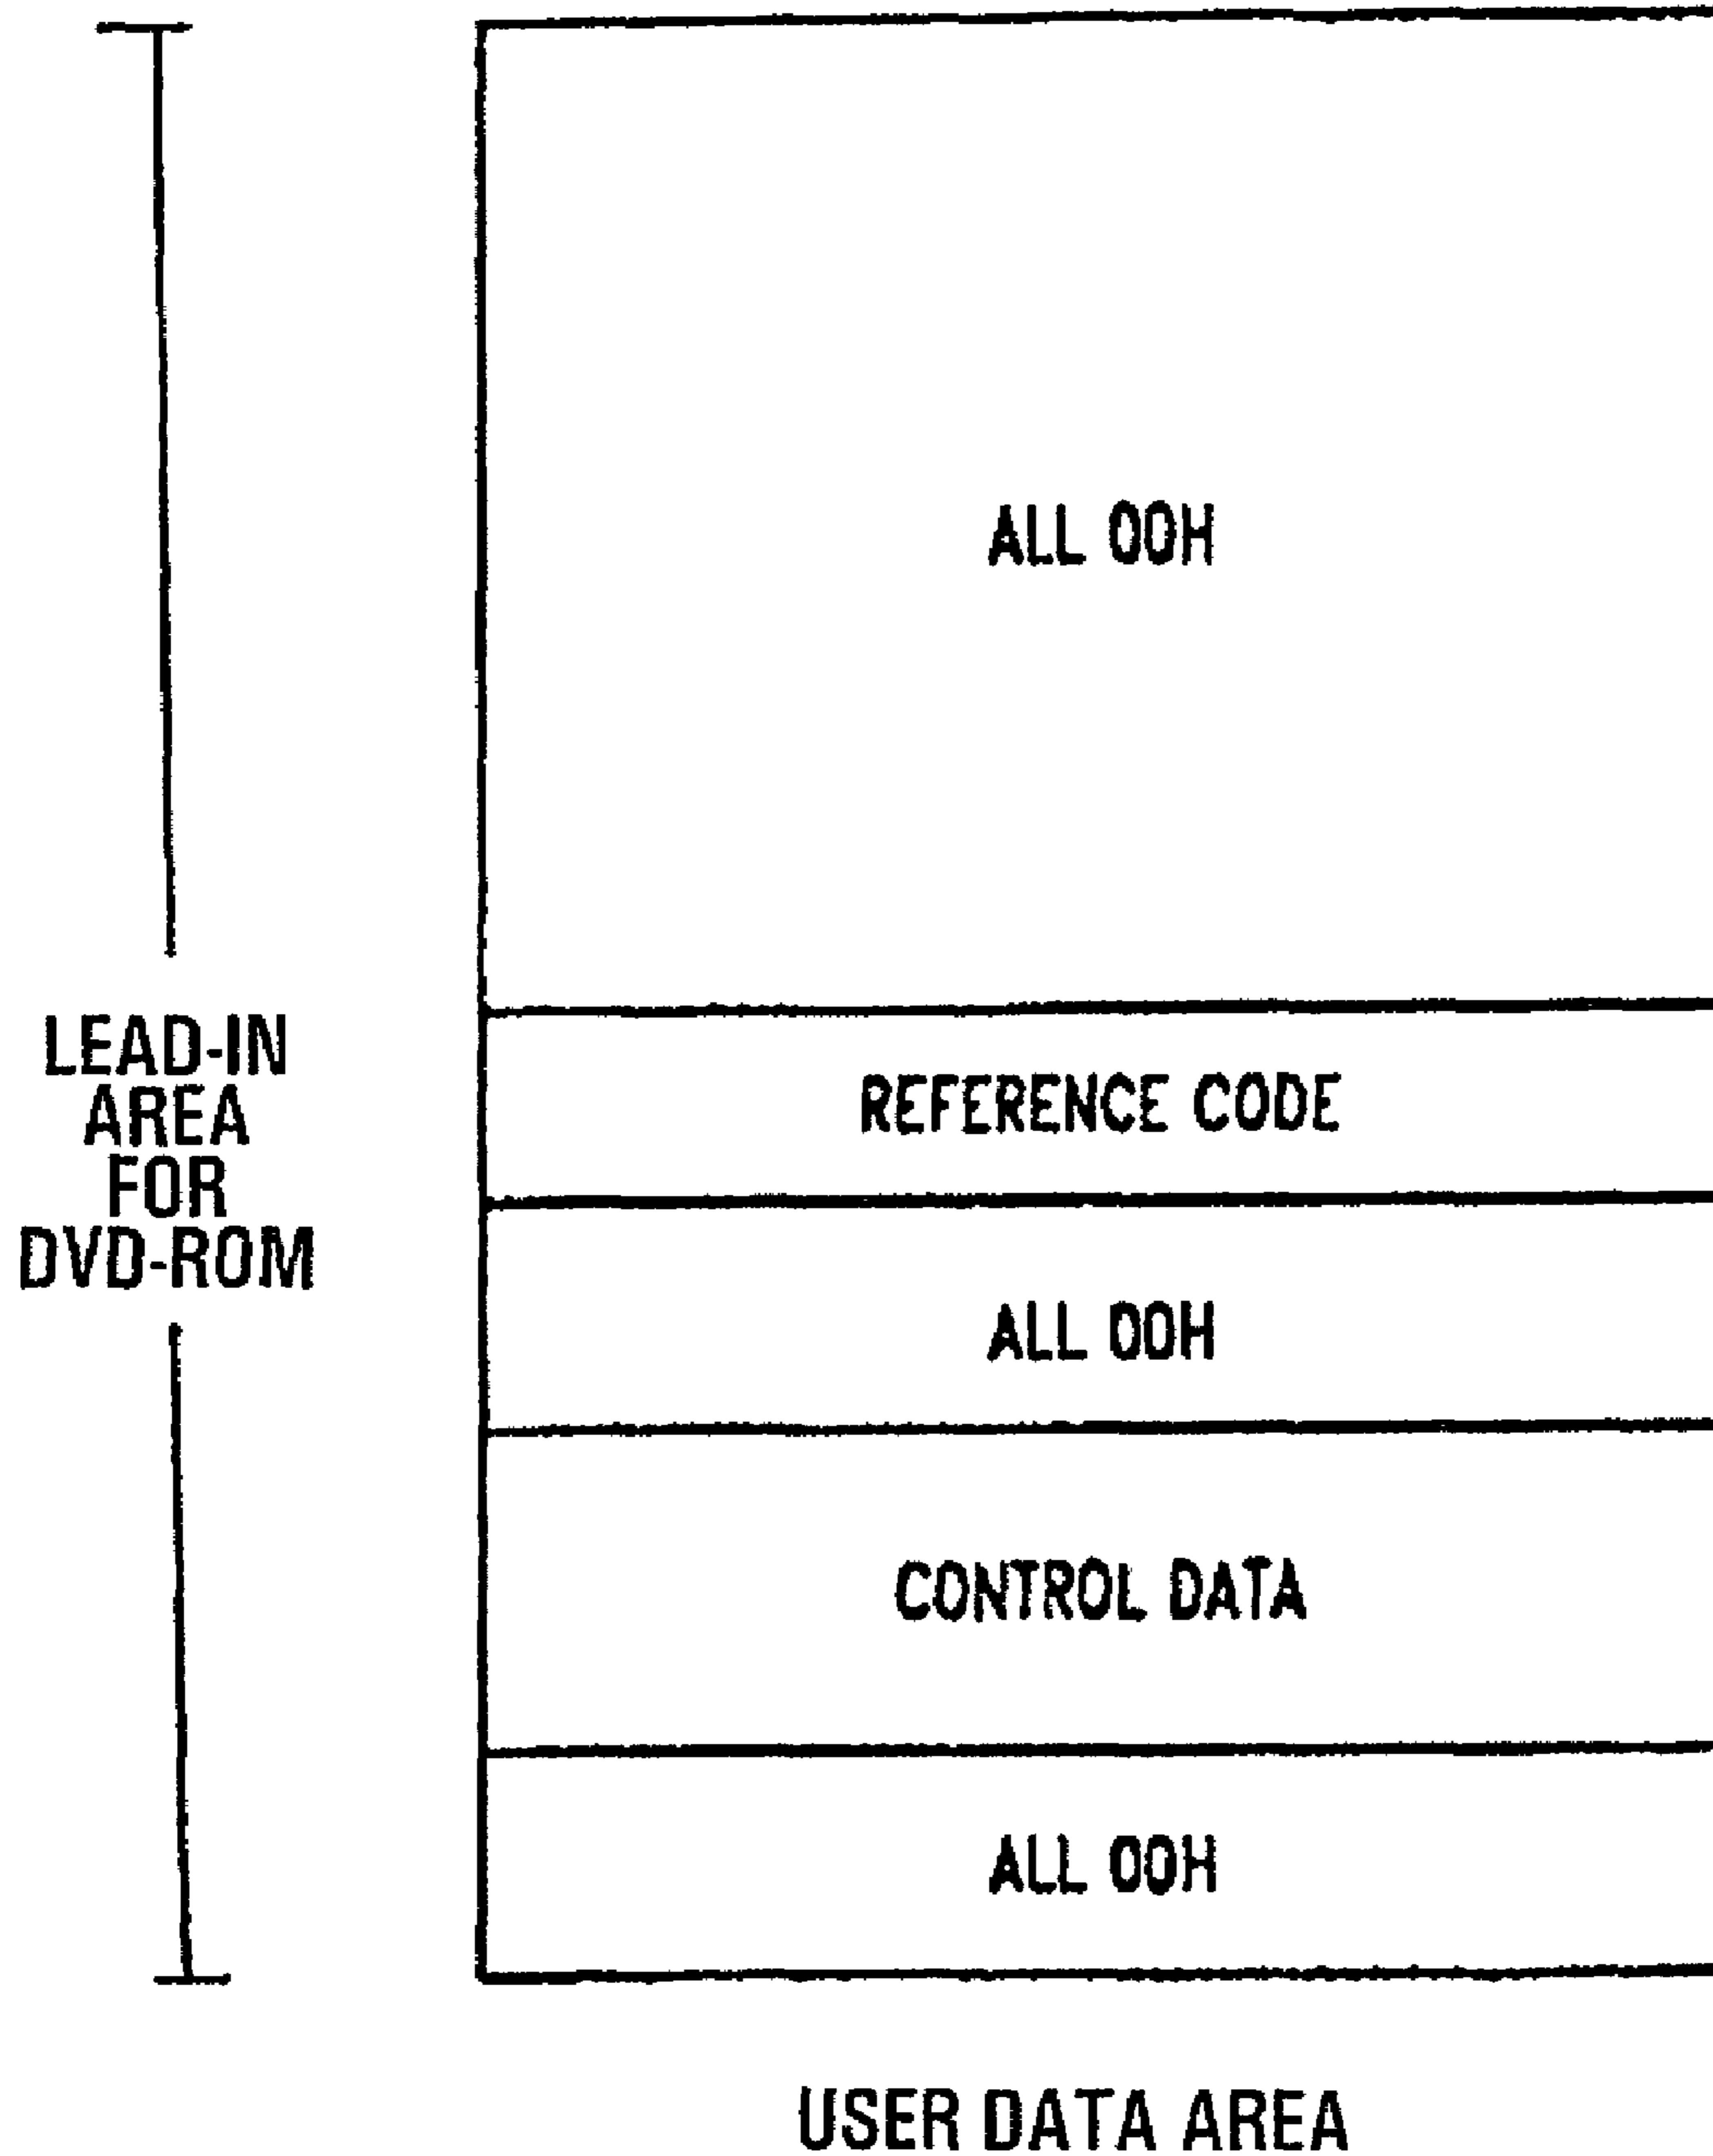 ALL 00H
LEAD-IN
AREA
FOR
DVD-ROM
REFERENCE CODE
ALL 00H
CONTROL DATA
ALL 00H
USER DATA AREA